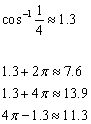 cos⁻¹ 1/4 ≈ 1.3
1.3 + 2π ≈ 7.6
1.3 + 4π ≈ 13.9
4π − 1.3 ≈ 11.3